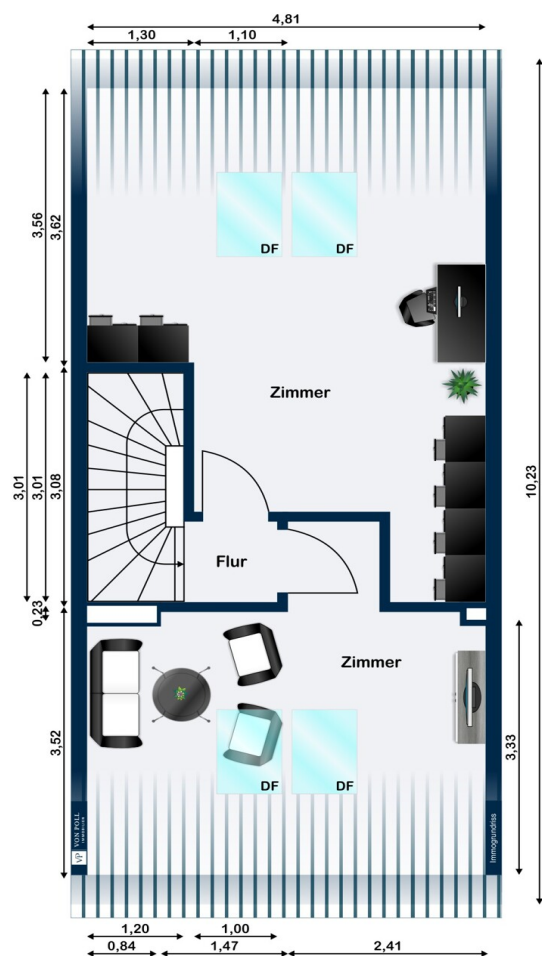 4,81
1,30
1,10
3,56
3,62
DF
DF
Zimmer
3,01
3,01
3,08
10,23
Flur
0,23
Zimmer
3,52
3,33
DF
DF
VP VON POLL
IMMOBILIEN
Immogrundriss
1,20
1,00
0,84
1,47
2,41